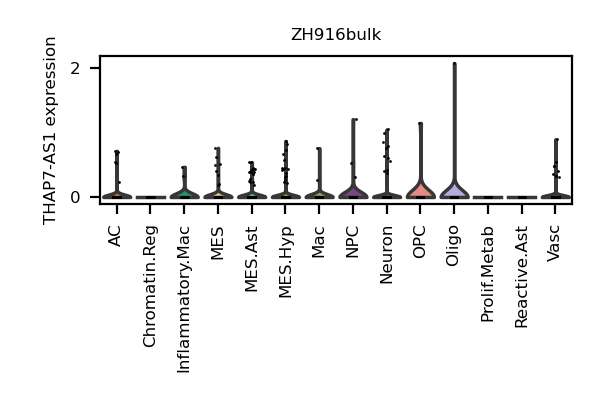 ZH916bulk
THAP7-AS1 expression
2
0
AC
Chromatin.Reg
Inflammatory.Mac
MES
MES.Ast
MES.Hyp
Mac
NPC
Neuron
OPC
Oligo
Prolif.Metab
Reactive.Ast
Vasc